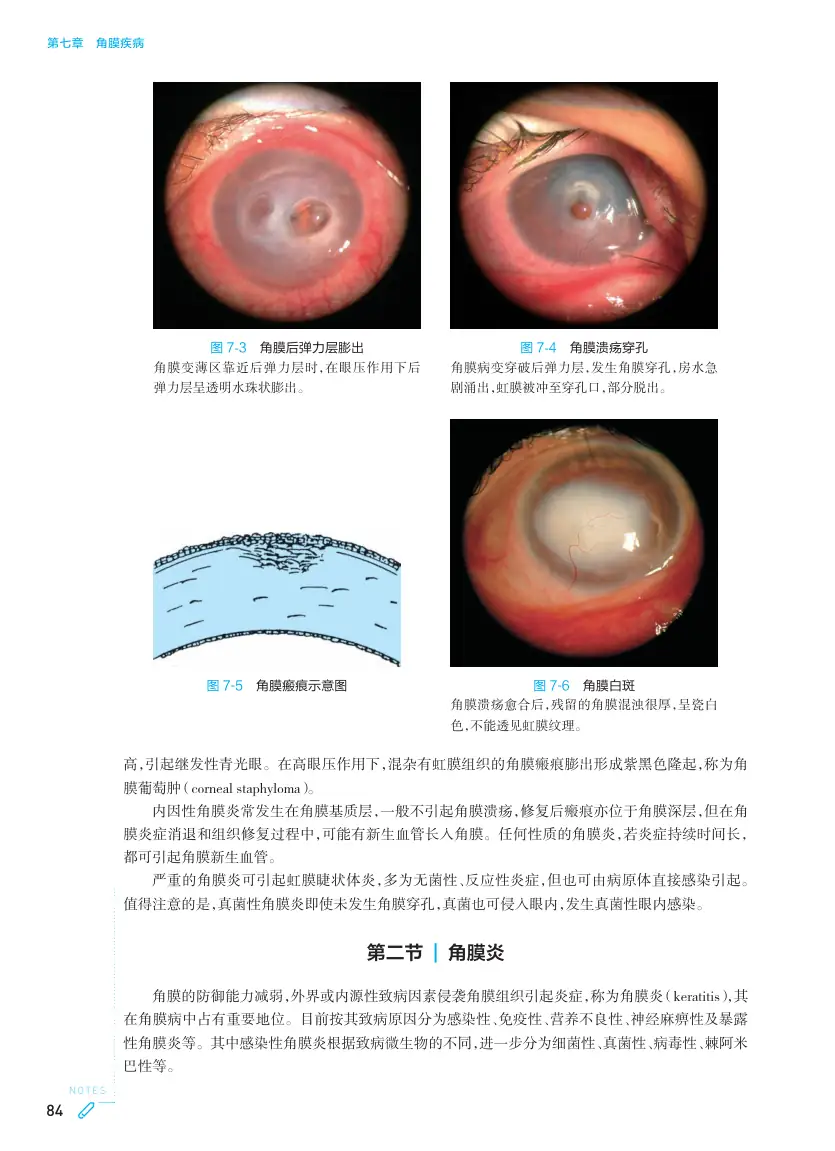 第七章 角膜疾病
图 7-3 角膜后弹力层膨出
角膜变薄区靠近后弹力层时,在眼压作用下后
弹力层呈透明水珠状膨出。
图 7-4 角膜溃疡穿孔
角膜病变穿破后弹力层,发生角膜穿孔,房水急
剧涌出,虹膜被冲至穿孔口,部分脱出。
图 7-5 角膜瘢痕示意图
图 7-6 角膜白斑
角膜溃疡愈合后,残留的角膜混浊很厚,呈瓷白
色,不能透见虹膜纹理。
高,引起继发性青光眼。在高眼压作用下,混杂有虹膜组织的角膜瘢痕膨出形成紫黑色隆起,称为角
膜葡萄肿(corneal staphyloma)。
内因性角膜炎常发生在角膜基质层,一般不引起角膜溃疡,修复后瘢痕亦位于角膜深层,但在角
膜炎症消退和组织修复过程中,可能有新生血管长入角膜。任何性质的角膜炎,若炎症持续时间长,
都可引起角膜新生血管。
严重的角膜炎可引起虹膜睫状体炎,多为无菌性、反应性炎症,但也可由病原体直接感染引起。
值得注意的是,真菌性角膜炎即使未发生角膜穿孔,真菌也可侵入眼内,发生真菌性眼内感染。
第二节 | 角膜炎
角膜的防御能力减弱,外界或内源性致病因素侵袭角膜组织引起炎症,称为角膜炎(keratitis),其
在角膜病中占有重要地位。目前按其致病原因分为感染性、免疫性、营养不良性、神经麻痹性及暴露
性角膜炎等。其中感染性角膜炎根据致病微生物的不同,进一步分为细菌性、真菌性、病毒性、棘阿米
巴性等。
NOTES
84